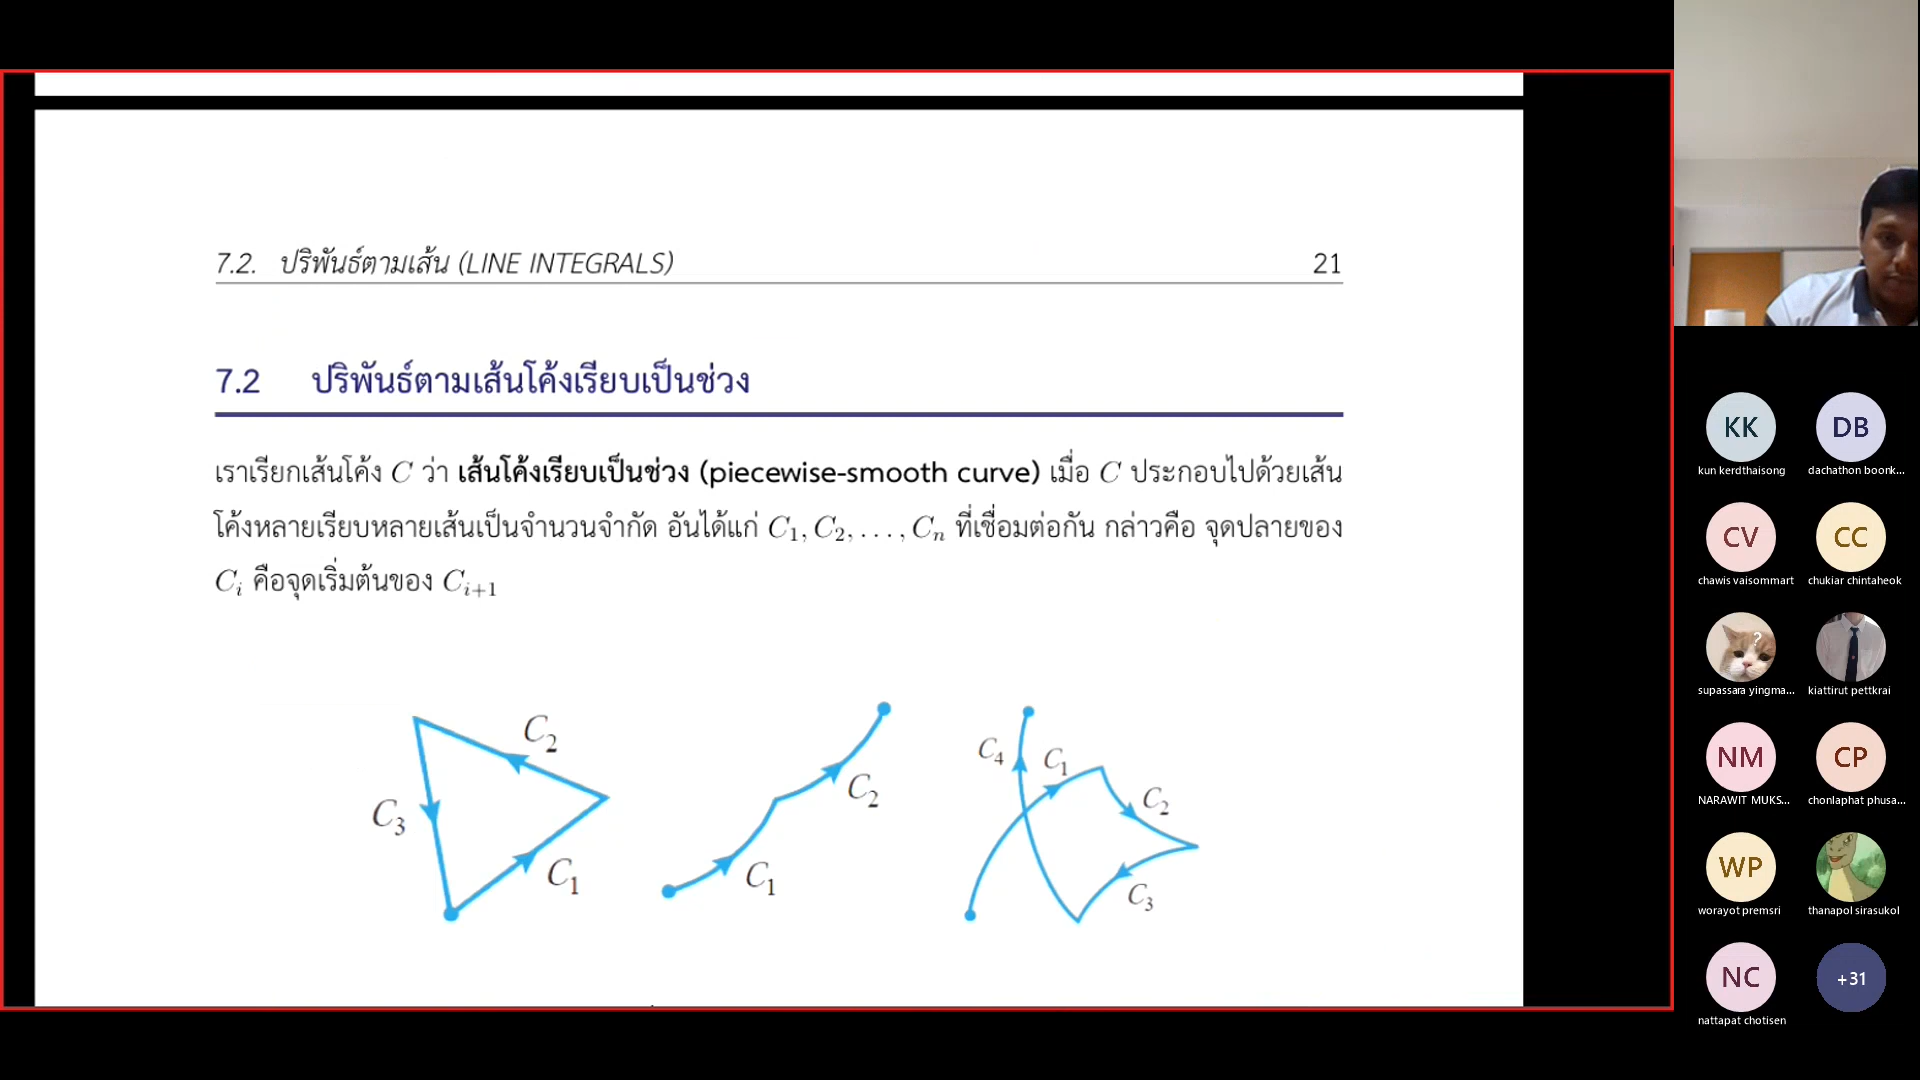 7.2. ปริพันธ์ตามเส้น (LINE INTEGRALS) 21
7.2 ปริพันธ์ตามเส้นโค้งเรียบเป็นช่วง
เราเรียกเส้นโค้ง C ว่า เส้นโค้งเรียบเป็นช่วง (piecewise-smooth curve) เมื่อ C ประกอบไปด้วยเส้น
โค้งหลายเรียบหลายเส้นเป็นจำนวนจำกัด อันได้แก่ C₁, C₂, . . . , Cₙ ที่เชื่อมต่อกัน กล่าวคือ จุดปลายของ
Cᵢ คือจุดเริ่มต้นของ Cᵢ₊₁
C₂
C₃
C₁
C₂
C₁
C₄
C₁
C₂
C₃
KK
kun kerdthaisong
DB
dachathon boonk...
CV
chawis vaisommart
CC
chukiar chintaheok
?
supassara yingma...
kiattirut pettkrai
NM
NARAWIT MUKS...
CP
chonlaphat phusa...
WP
worayot premsri
thanapol sirasukol
NC
nattapat chotisen
+31